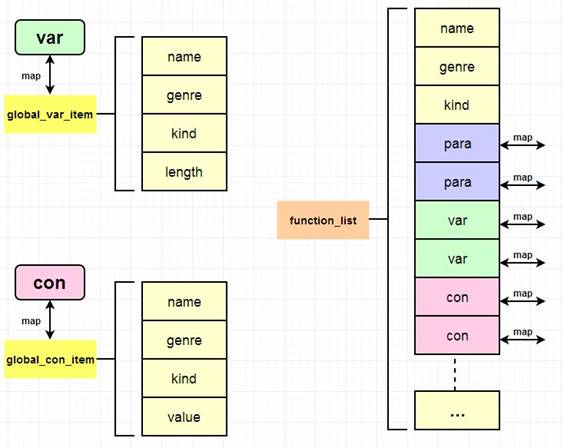 var
map
global_var_item
name
genre
kind
length
con
map
global_con_item
name
genre
kind
value
function_list
name
genre
kind
para
map
para
map
var
map
var
map
con
map
con
map
...